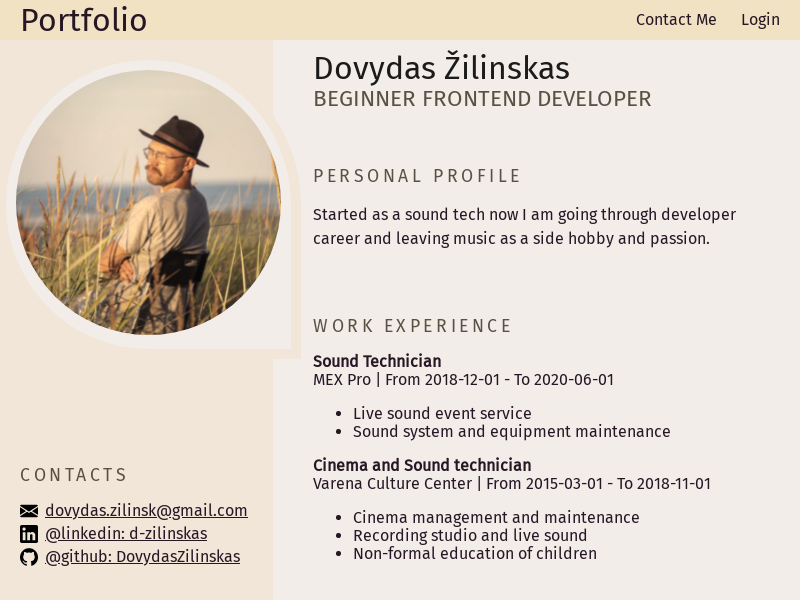 Portfolio
Contact Me
Login
Dovydas Žilinskas
BEGINNER FRONTEND DEVELOPER
PERSONAL PROFILE
Started as a sound tech now I am going through developer
career and leaving music as a side hobby and passion.
WORK EXPERIENCE
Sound Technician
MEX Pro | From 2018-12-01 - To 2020-06-01
• Live sound event service
• Sound system and equipment maintenance
Cinema and Sound technician
Varena Culture Center | From 2015-03-01 - To 2018-11-01
• Cinema management and maintenance
• Recording studio and live sound
• Non-formal education of children
CONTACTS
dovydas.zilinsk@gmail.com
@linkedin: d-zilinskas
@github: DovydasZilinskas